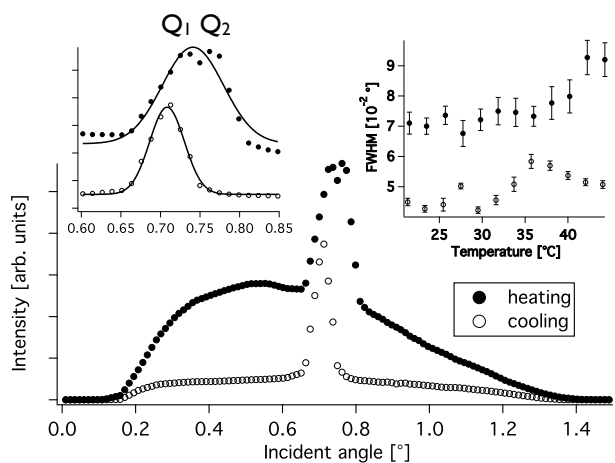 Q1 Q2
0.60 0.65 0.70 0.75 0.80 0.85
FWHM [10-2 °]
9
8
7
6
5
25 30 35 40
Temperature [°C]
Intensity [arb. units]
heating
cooling
0.0 0.2 0.4 0.6 0.8 1.0 1.2 1.4
Incident angle [°]